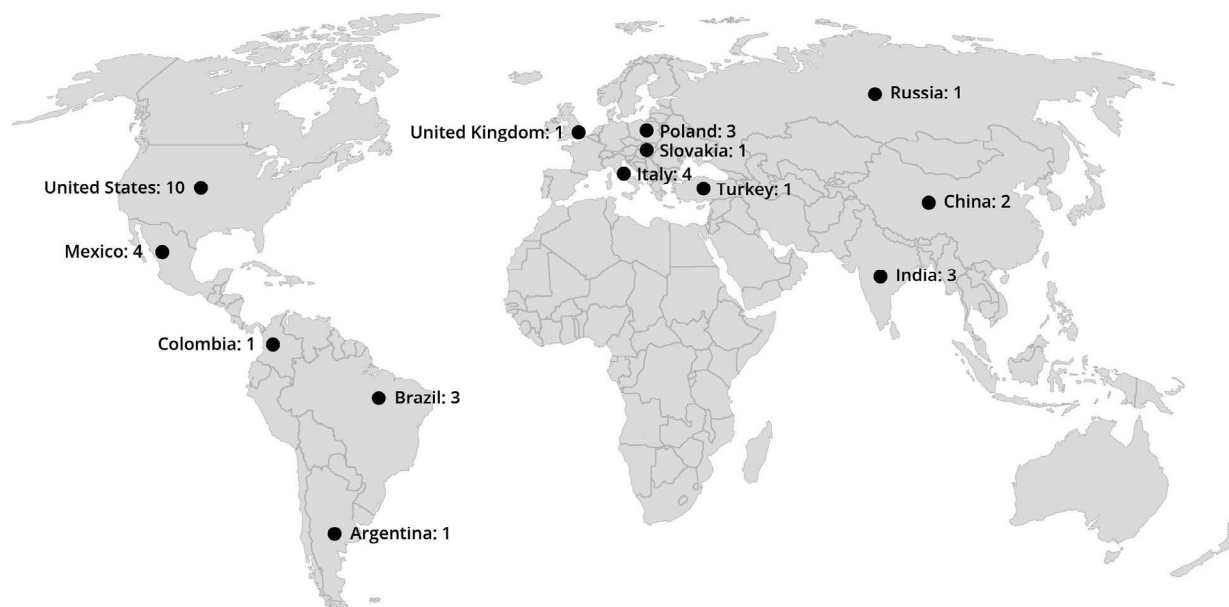 Russia: 1
United Kingdom: 1
Poland: 3
Slovakia: 1
Italy: 4
Turkey: 1
United States: 10
China: 2
Mexico: 4
India: 3
Colombia: 1
Brazil: 3
Argentina: 1